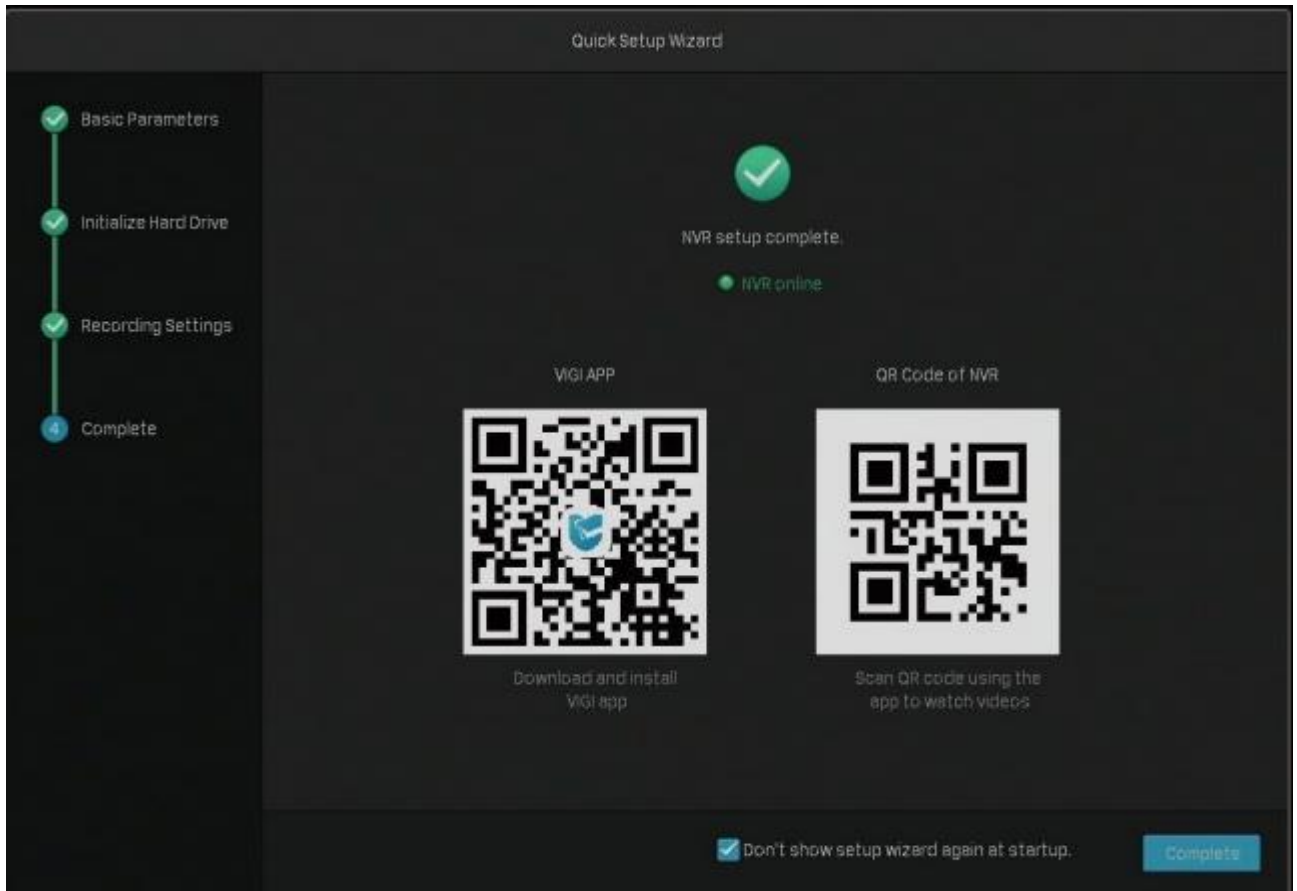 Quick Setup Wizard
Basic Parameters
Initialize Hard Drive
Recording Settings
4
Complete
NVR setup complete.
NVR online
VIGI APP
QR Code of NVR
Download and install
VIGI app
Scan QR code using the
app to watch videos
Don't show setup wizard again at startup.
Complete